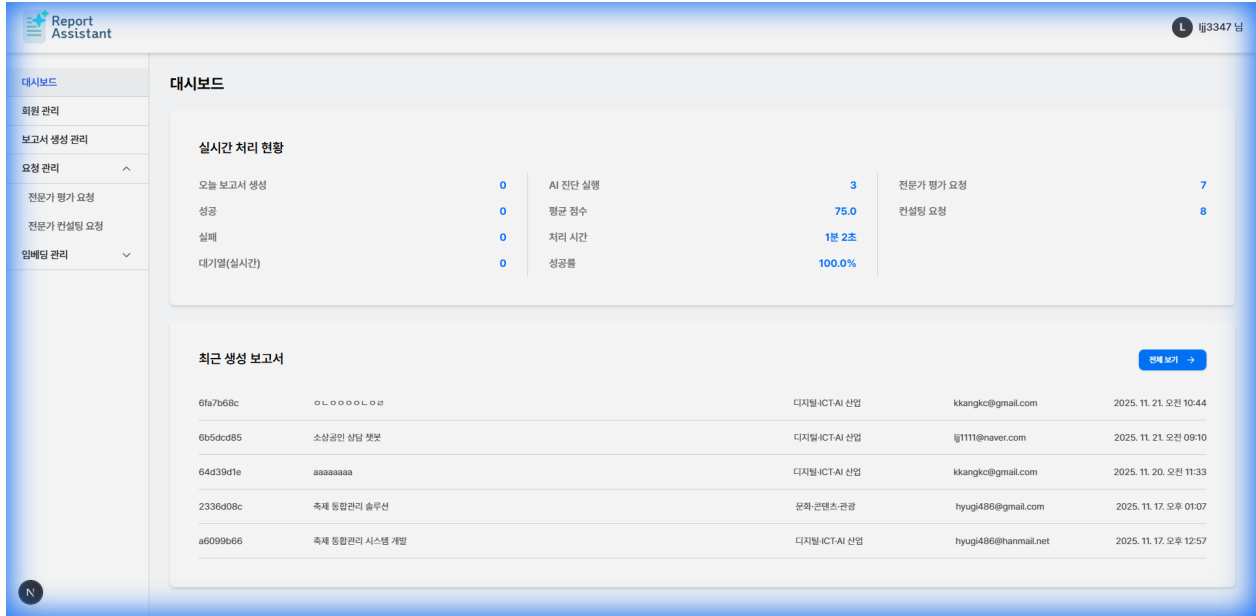 Report
Assistant
L ljj3347 님
대시보드
회원 관리
보고서 생성 관리
요청 관리
전문가 평가 요청
전문가 컨설팅 요청
임베딩 관리
대시보드
실시간 처리 현황
오늘 보고서 생성 0
성공 0
실패 0
대기열(실시간) 0
AI 진단 실행 3
평균 점수 75.0
처리 시간 1분 2초
성공률 100.0%
전문가 평가 요청 7
컨설팅 요청 8
최근 생성 보고서
전체 보기 →
6fa7b68c ㅇㄴㅇㅇㅇㅇㄴㅇㄹ 디지털·ICT·AI 산업 kkangkc@gmail.com 2025. 11. 21. 오전 10:44
6b5dcd85 소상공인 상담 챗봇 디지털·ICT·AI 산업 ljj1111@naver.com 2025. 11. 21. 오전 09:10
64d39d1e aaaaaaaa 디지털·ICT·AI 산업 kkangkc@gmail.com 2025. 11. 20. 오전 11:33
2336d08c 축제 통합관리 솔루션 문화·콘텐츠·관광 hyugi486@gmail.com 2025. 11. 17. 오후 01:07
a6099b66 축제 통합관리 시스템 개발 디지털·ICT·AI 산업 hyugi486@hanmail.net 2025. 11. 17. 오후 12:57
N